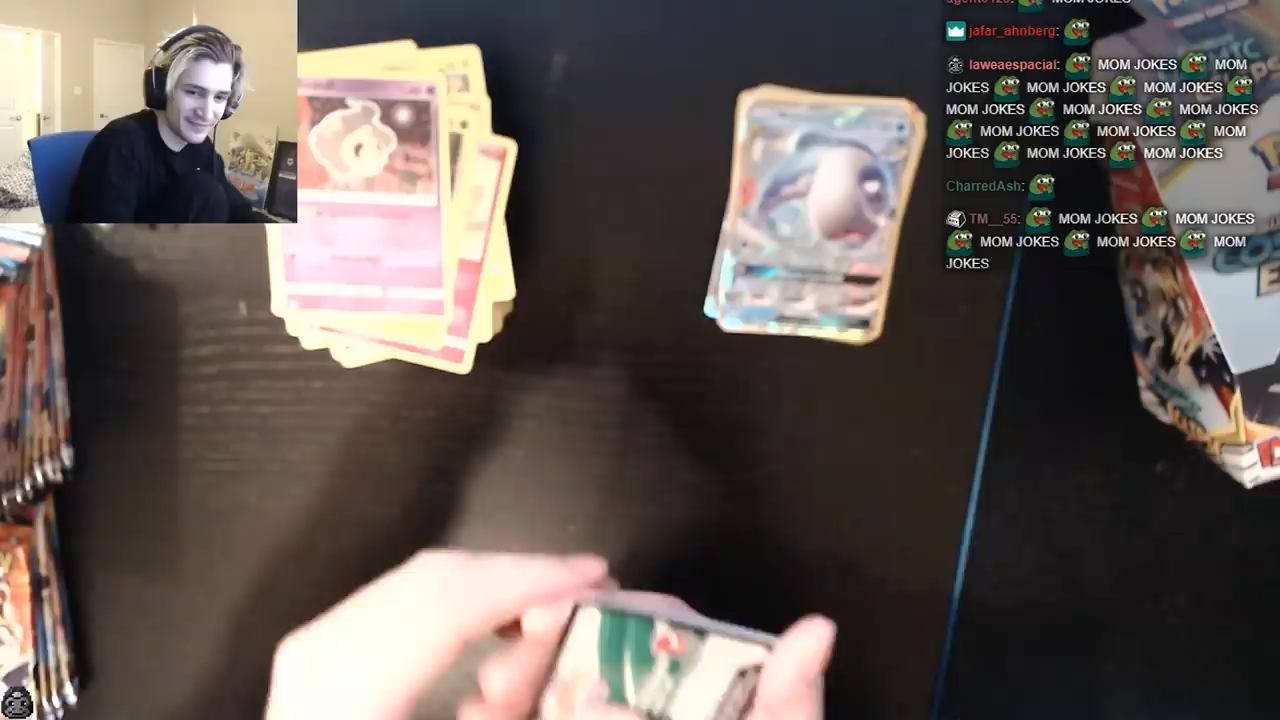 MOM JOKES
jafar_ahnberg:
laweaespacial: MOM JOKES MOM
JOKES MOM JOKES MOM JOKES
MOM JOKES MOM JOKES MOM JOKES
MOM JOKES MOM JOKES MOM
JOKES MOM JOKES MOM JOKES
CharredAsh:
TM__55: MOM JOKES MOM JOKES
MOM JOKES MOM JOKES MOM
JOKES